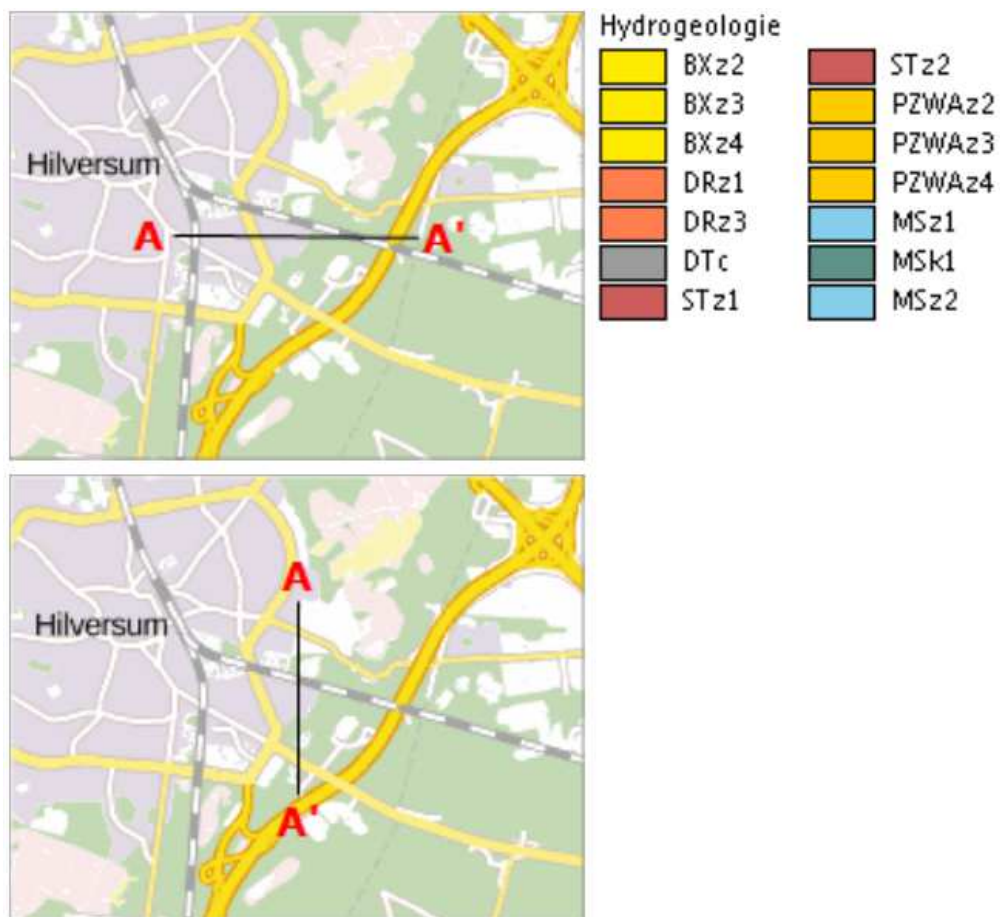 Hilversum
A
A'
Hydrogeologie
BXz2
BXz3
BXz4
DRz1
DRz3
DTc
STz1
STz2
PZWAz2
PZWAz3
PZWAz4
MSz1
MSk1
MSz2
A
Hilversum
A'